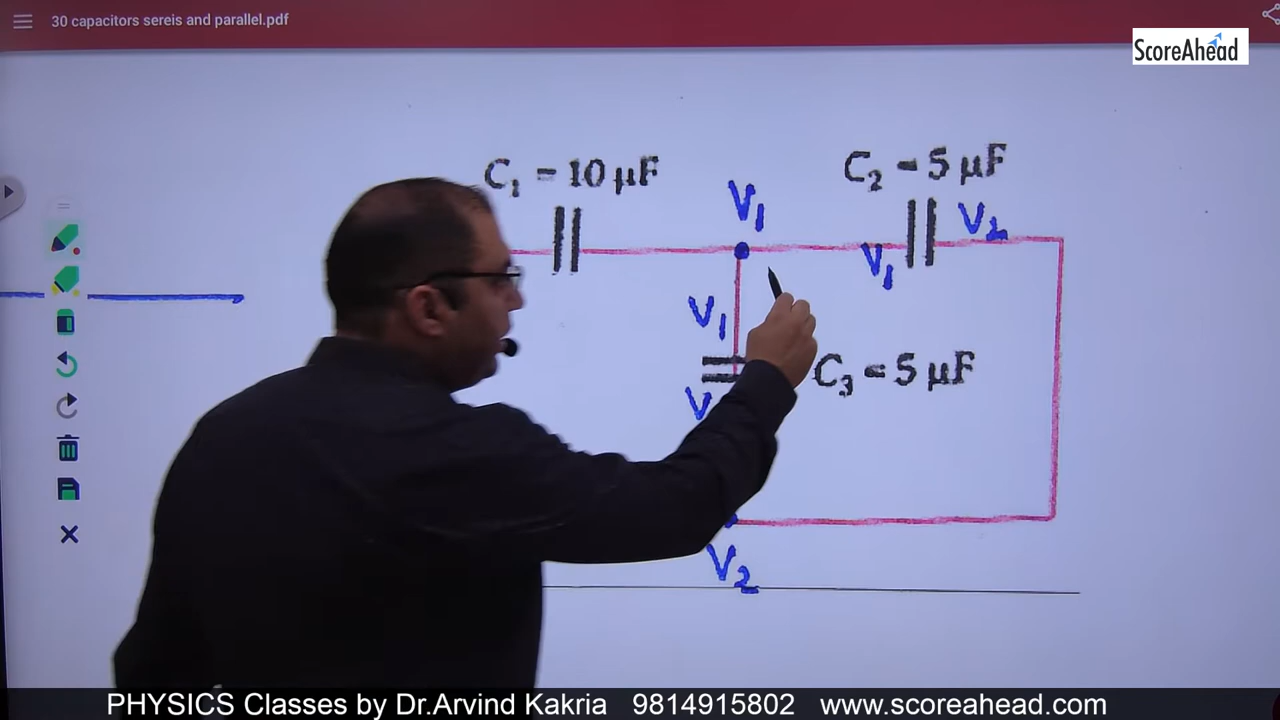 30 capacitors sereis and parallel.pdf
ScoreAhead
C₁ = 10 μF
C₂ = 5 μF
V₁
V₂
V₁
V₁
C₃ = 5 μF
V
V₂
PHYSICS Classes by Dr.Arvind Kakria 9814915802 www.scoreahead.com